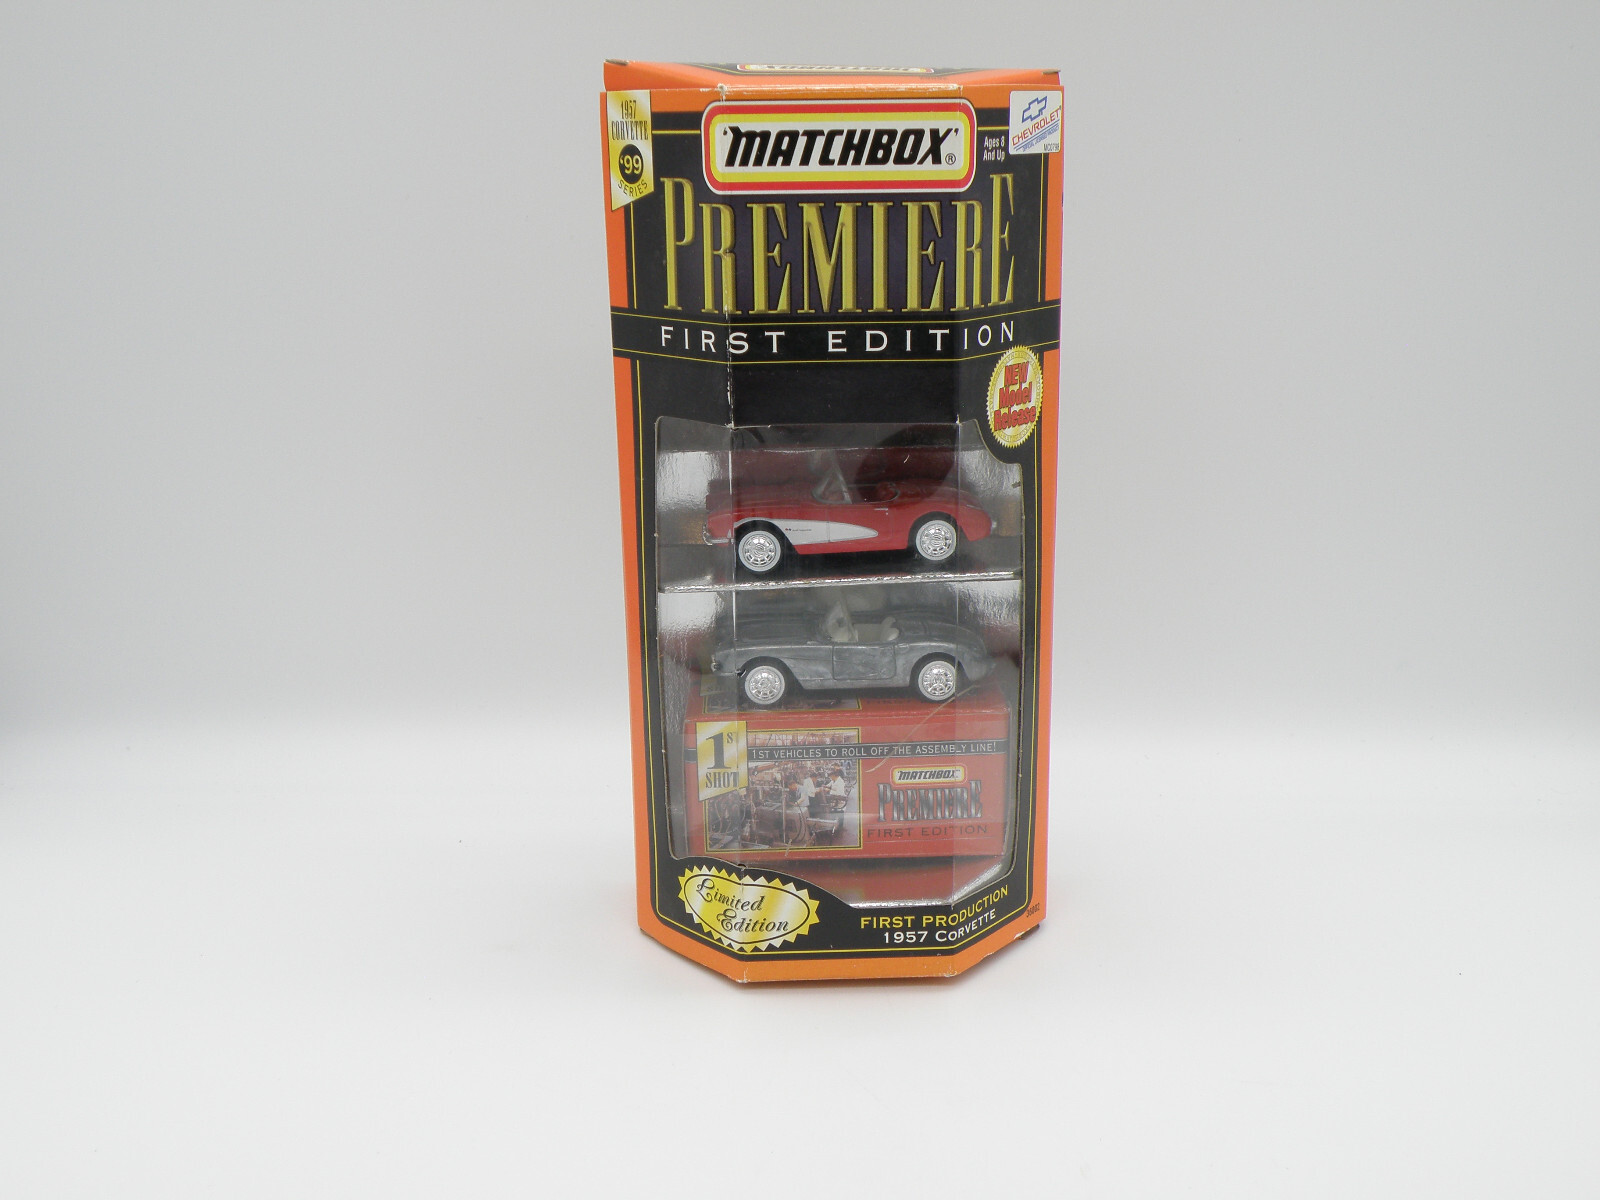 1957
CORVETTE
'99
SERIES
'MATCHBOX'®
Ages 8
And Up
CHEVROLET
PREMIERE
FIRST EDITION
NEW
Model
Release
1ST
SHOT
1ST VEHICLES TO ROLL OFF THE ASSEMBLY LINE!
'MATCHBOX'
PREMIERE
FIRST EDITION
Limited
Edition
FIRST PRODUCTION
1957 CORVETTE